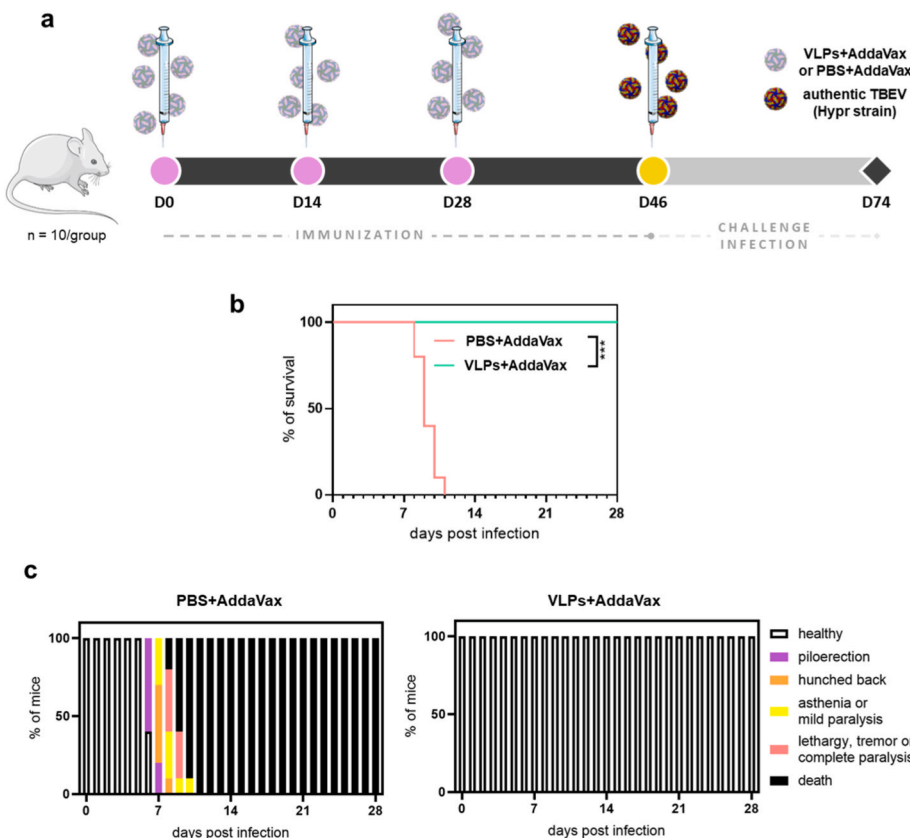 a
VLPs+AddaVax
or PBS+AddaVax
authentic TBEV
(Hypr strain)
n = 10/group
D0
D14
D28
D46
D74
IMMUNIZATION
CHALLENGE
INFECTION
b
% of survival
100
50
0
PBS+AddaVax
VLPs+AddaVax
***
0
7
14
21
28
days post infection
c
PBS+AddaVax
% of mice
100
50
0
0
7
14
21
28
days post infection
VLPs+AddaVax
% of mice
100
50
0
0
7
14
21
28
days post infection
healthy
piloerection
hunched back
asthenia or
mild paralysis
lethargy, tremor or
complete paralysis
death